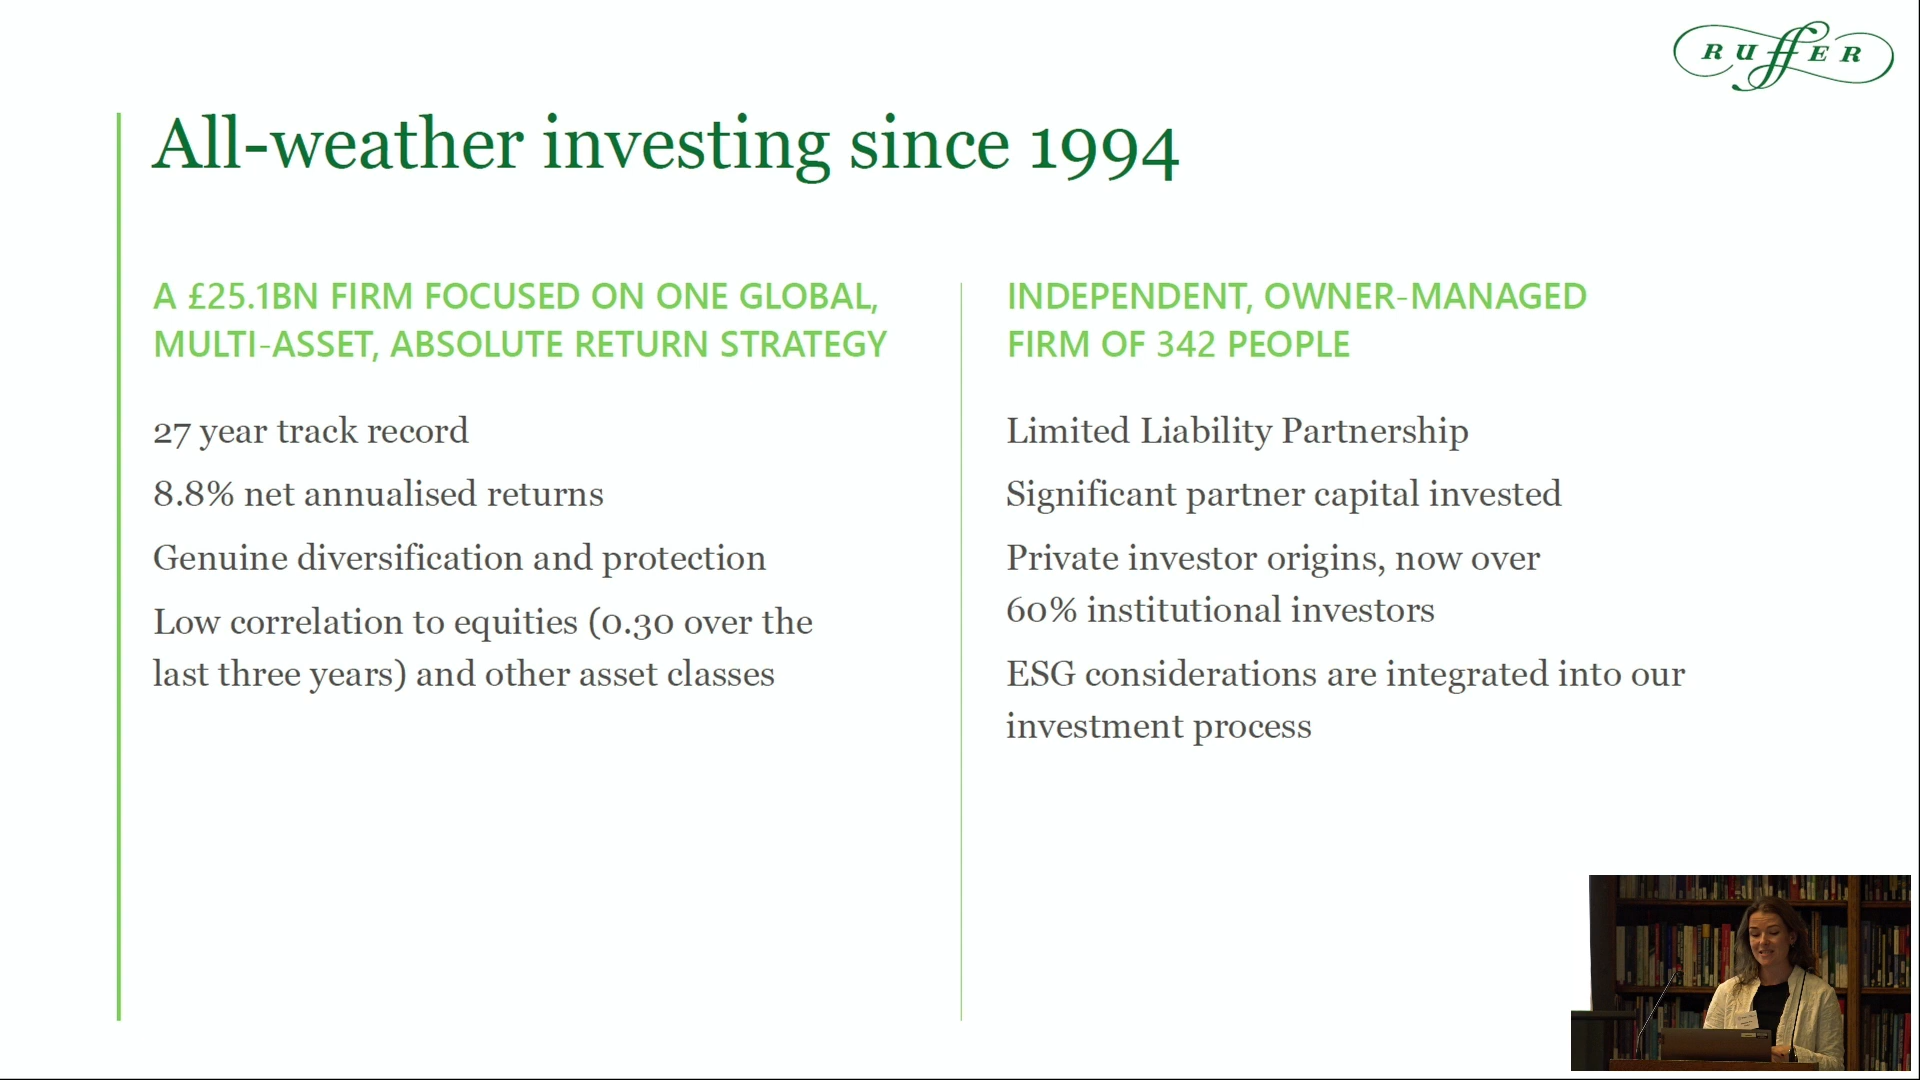 RUFFER
All-weather investing since 1994
A £25.1BN FIRM FOCUSED ON ONE GLOBAL,
MULTI-ASSET, ABSOLUTE RETURN STRATEGY
27 year track record
8.8% net annualised returns
Genuine diversification and protection
Low correlation to equities (0.30 over the
last three years) and other asset classes
INDEPENDENT, OWNER-MANAGED
FIRM OF 342 PEOPLE
Limited Liability Partnership
Significant partner capital invested
Private investor origins, now over
60% institutional investors
ESG considerations are integrated into our
investment process